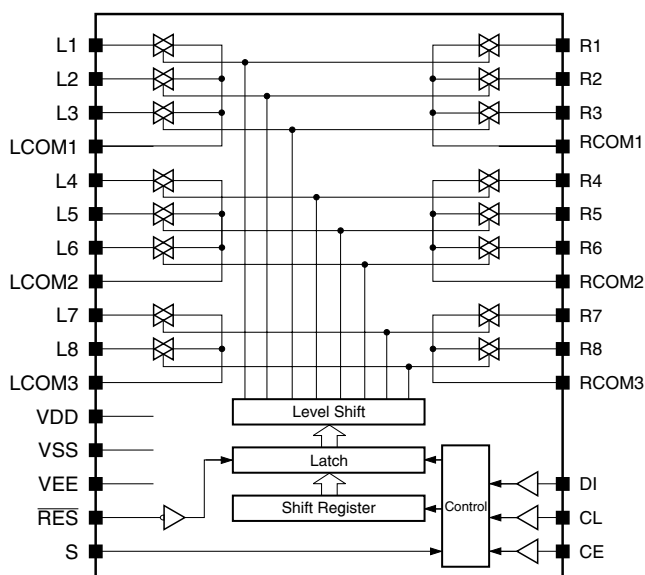 L1 R1
L2 R2
L3 R3
LCOM1 RCOM1
L4 R4
L5 R5
L6 R6
LCOM2 RCOM2
L7 R7
L8 R8
LCOM3 RCOM3
Level Shift
VDD
VSS
Latch
VEE DI
RES Shift Register Control CL
S CE